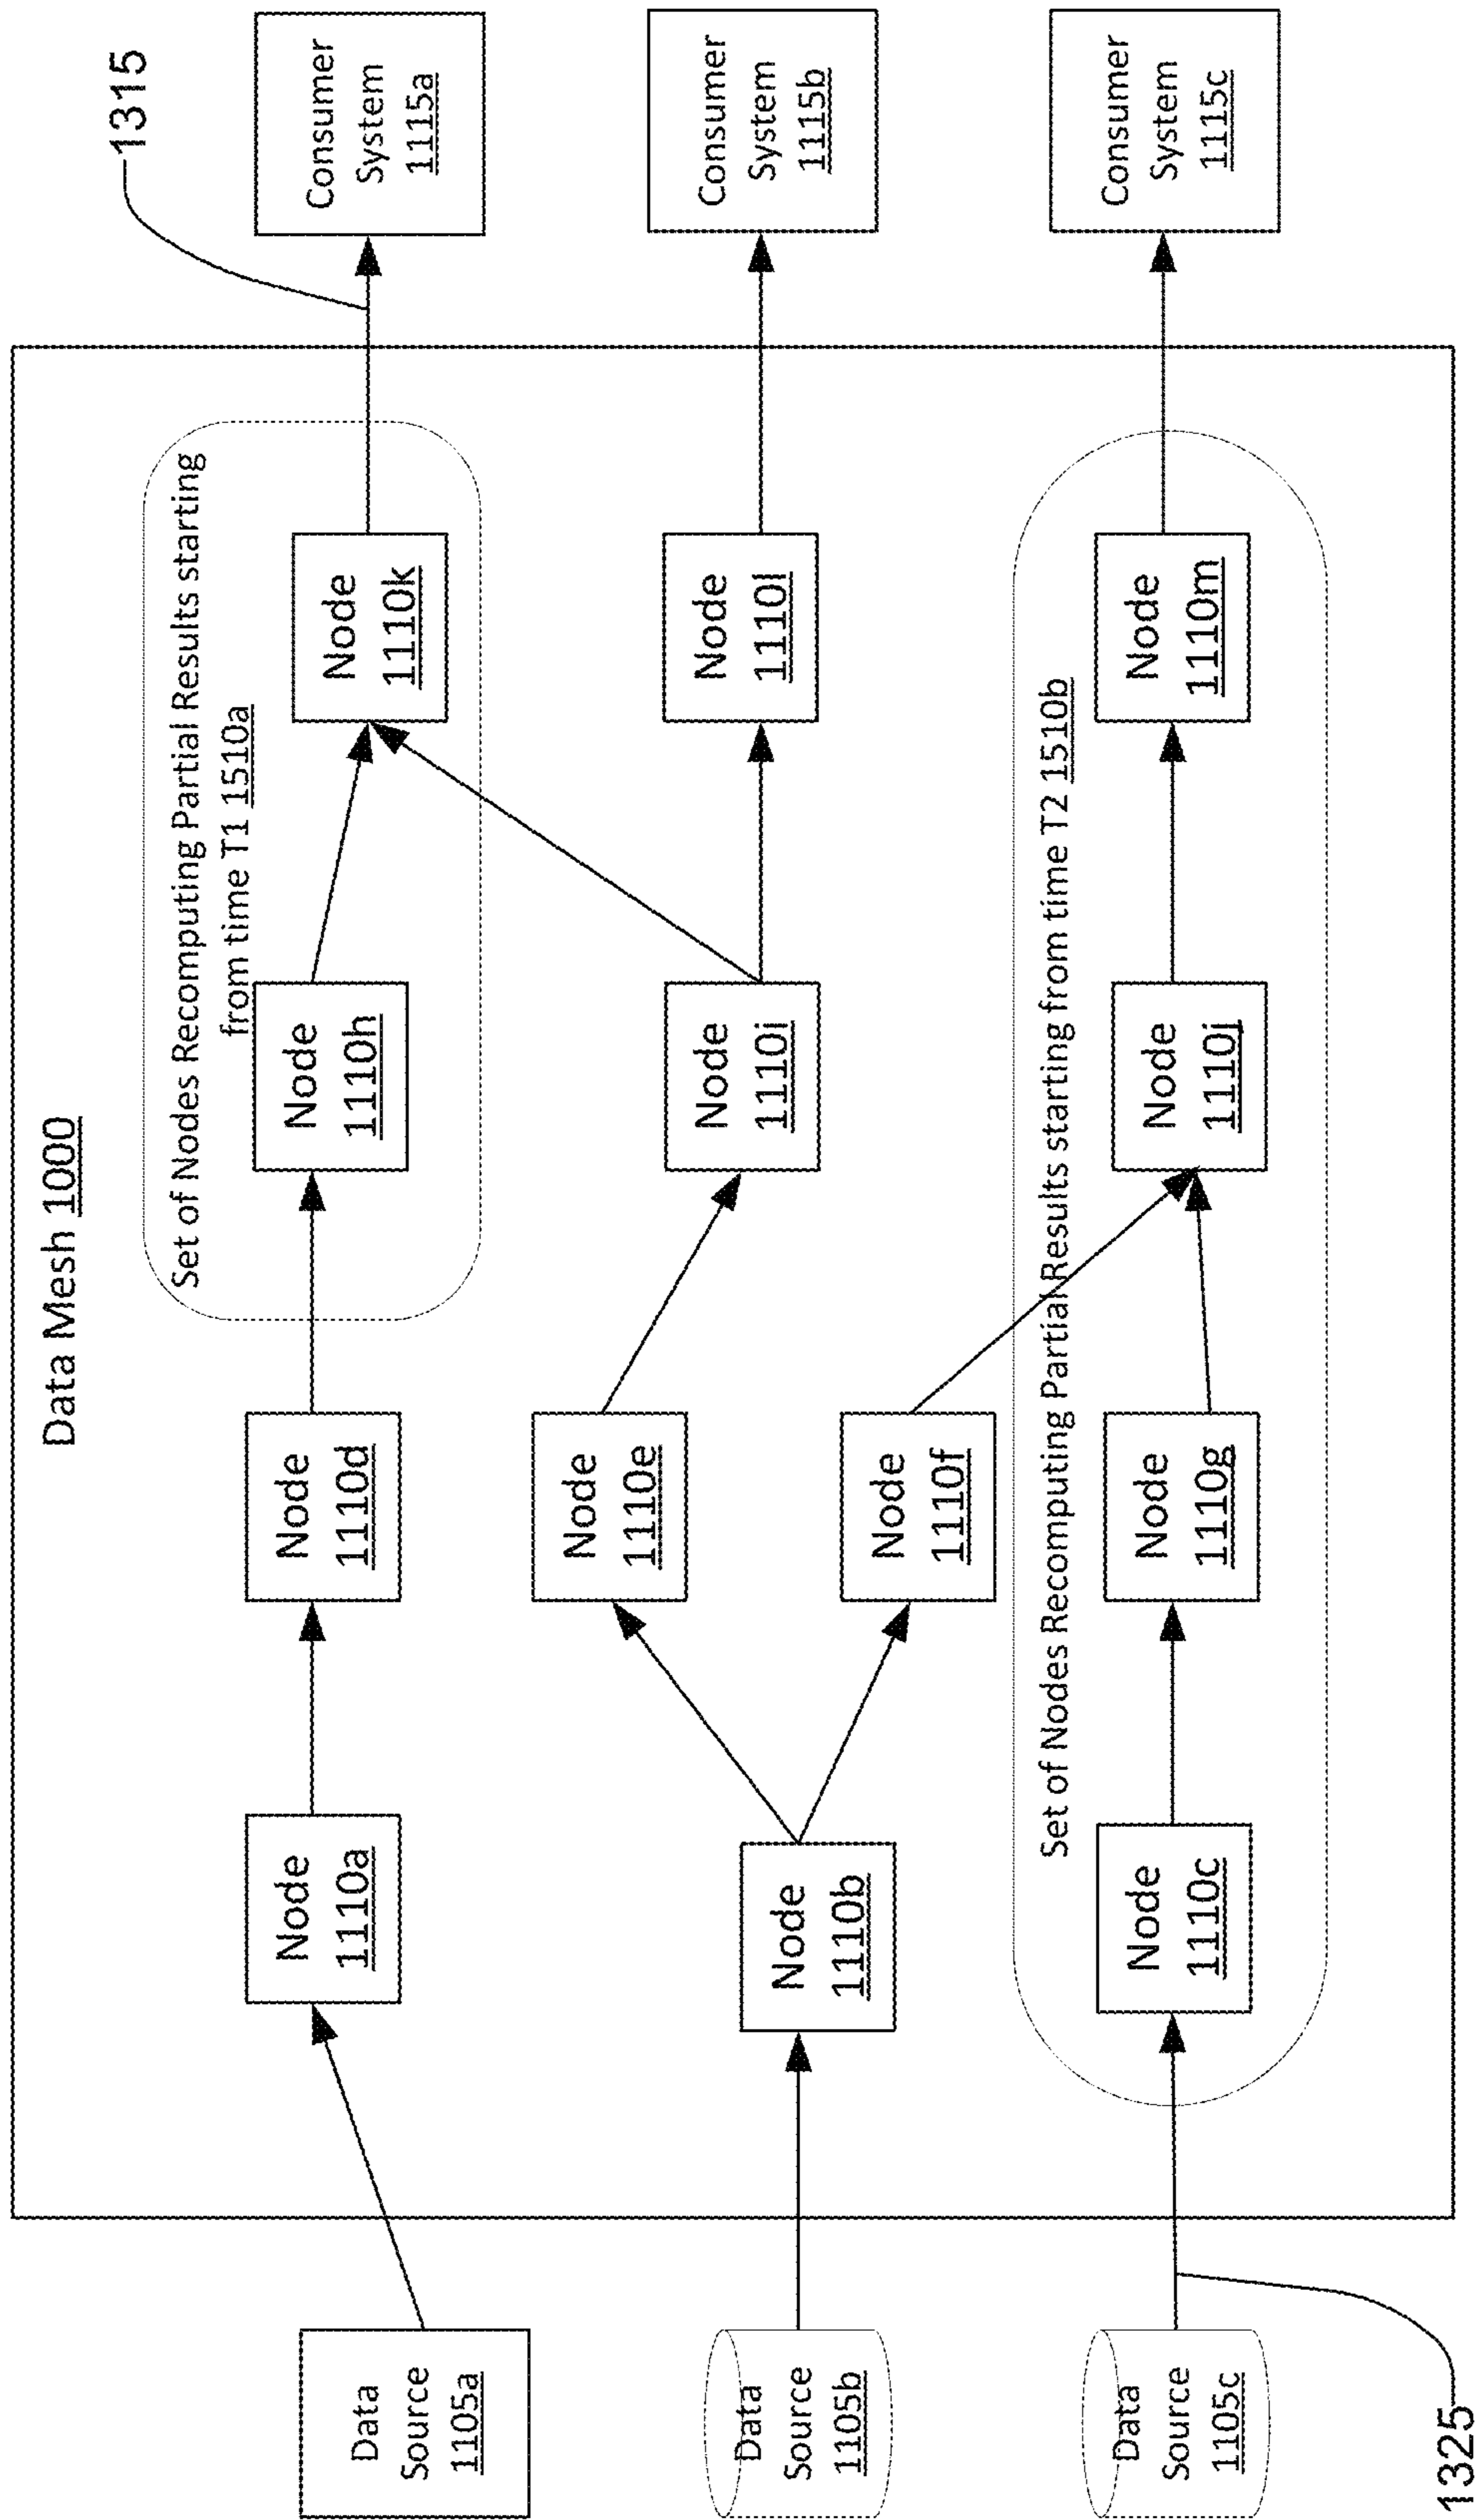 Data Mesh 1000
Set of Nodes Recomputing Partial Results starting
from time T1 1510a
1315
Data
Source
1105a
Node
1110a
Node
1110d
Node
1110h
Node
1110k
Consumer
System
1115a
Data
Source
1105b
Node
1110b
Node
1110e
Node
1110f
Node
1110i
Node
1110l
Consumer
System
1115b
Set of Nodes Recomputing Partial Results starting from time T2 1510b
Data
Source
1105c
Node
1110c
Node
1110g
Node
1110j
Node
1110m
Consumer
System
1115c
1325